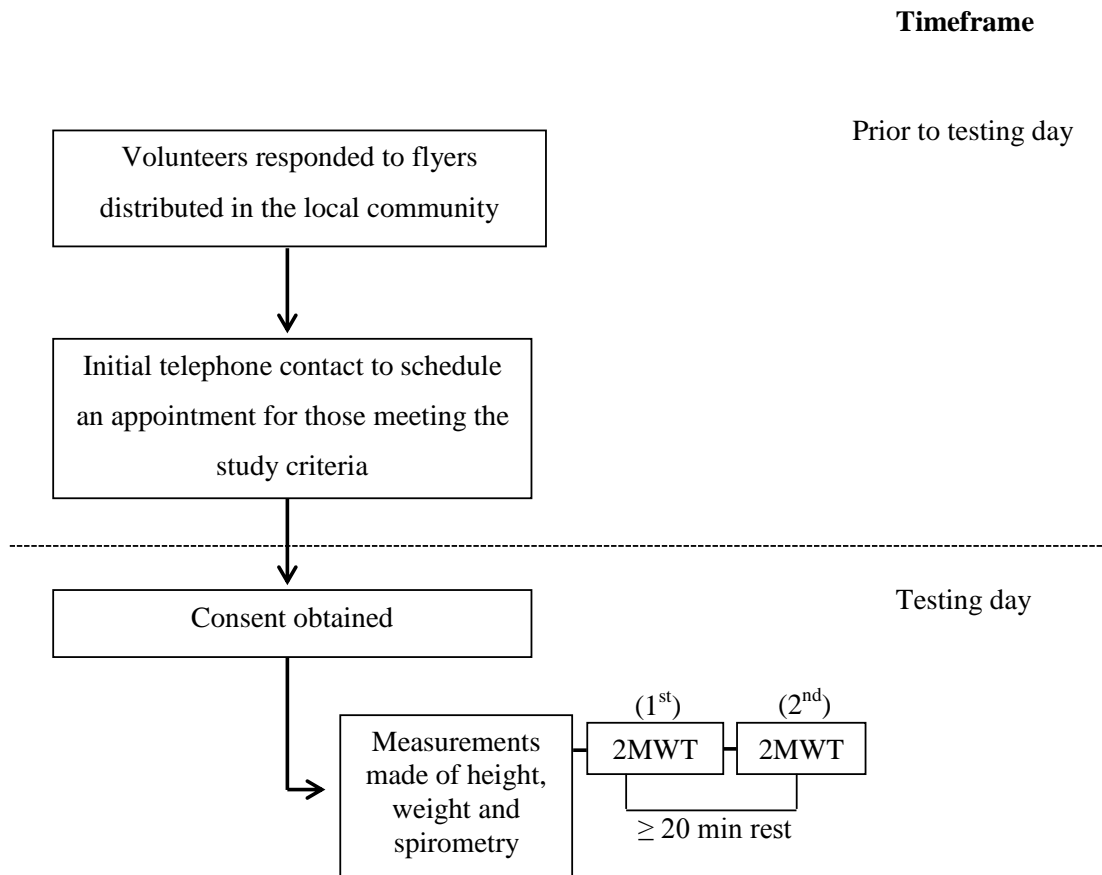 Timeframe
Prior to testing day
Volunteers responded to flyers
distributed in the local community
Initial telephone contact to schedule
an appointment for those meeting the
study criteria
Testing day
Consent obtained
(1st)
(2nd)
Measurements
made of height,
weight and
spirometry
2MWT
2MWT
≥ 20 min rest